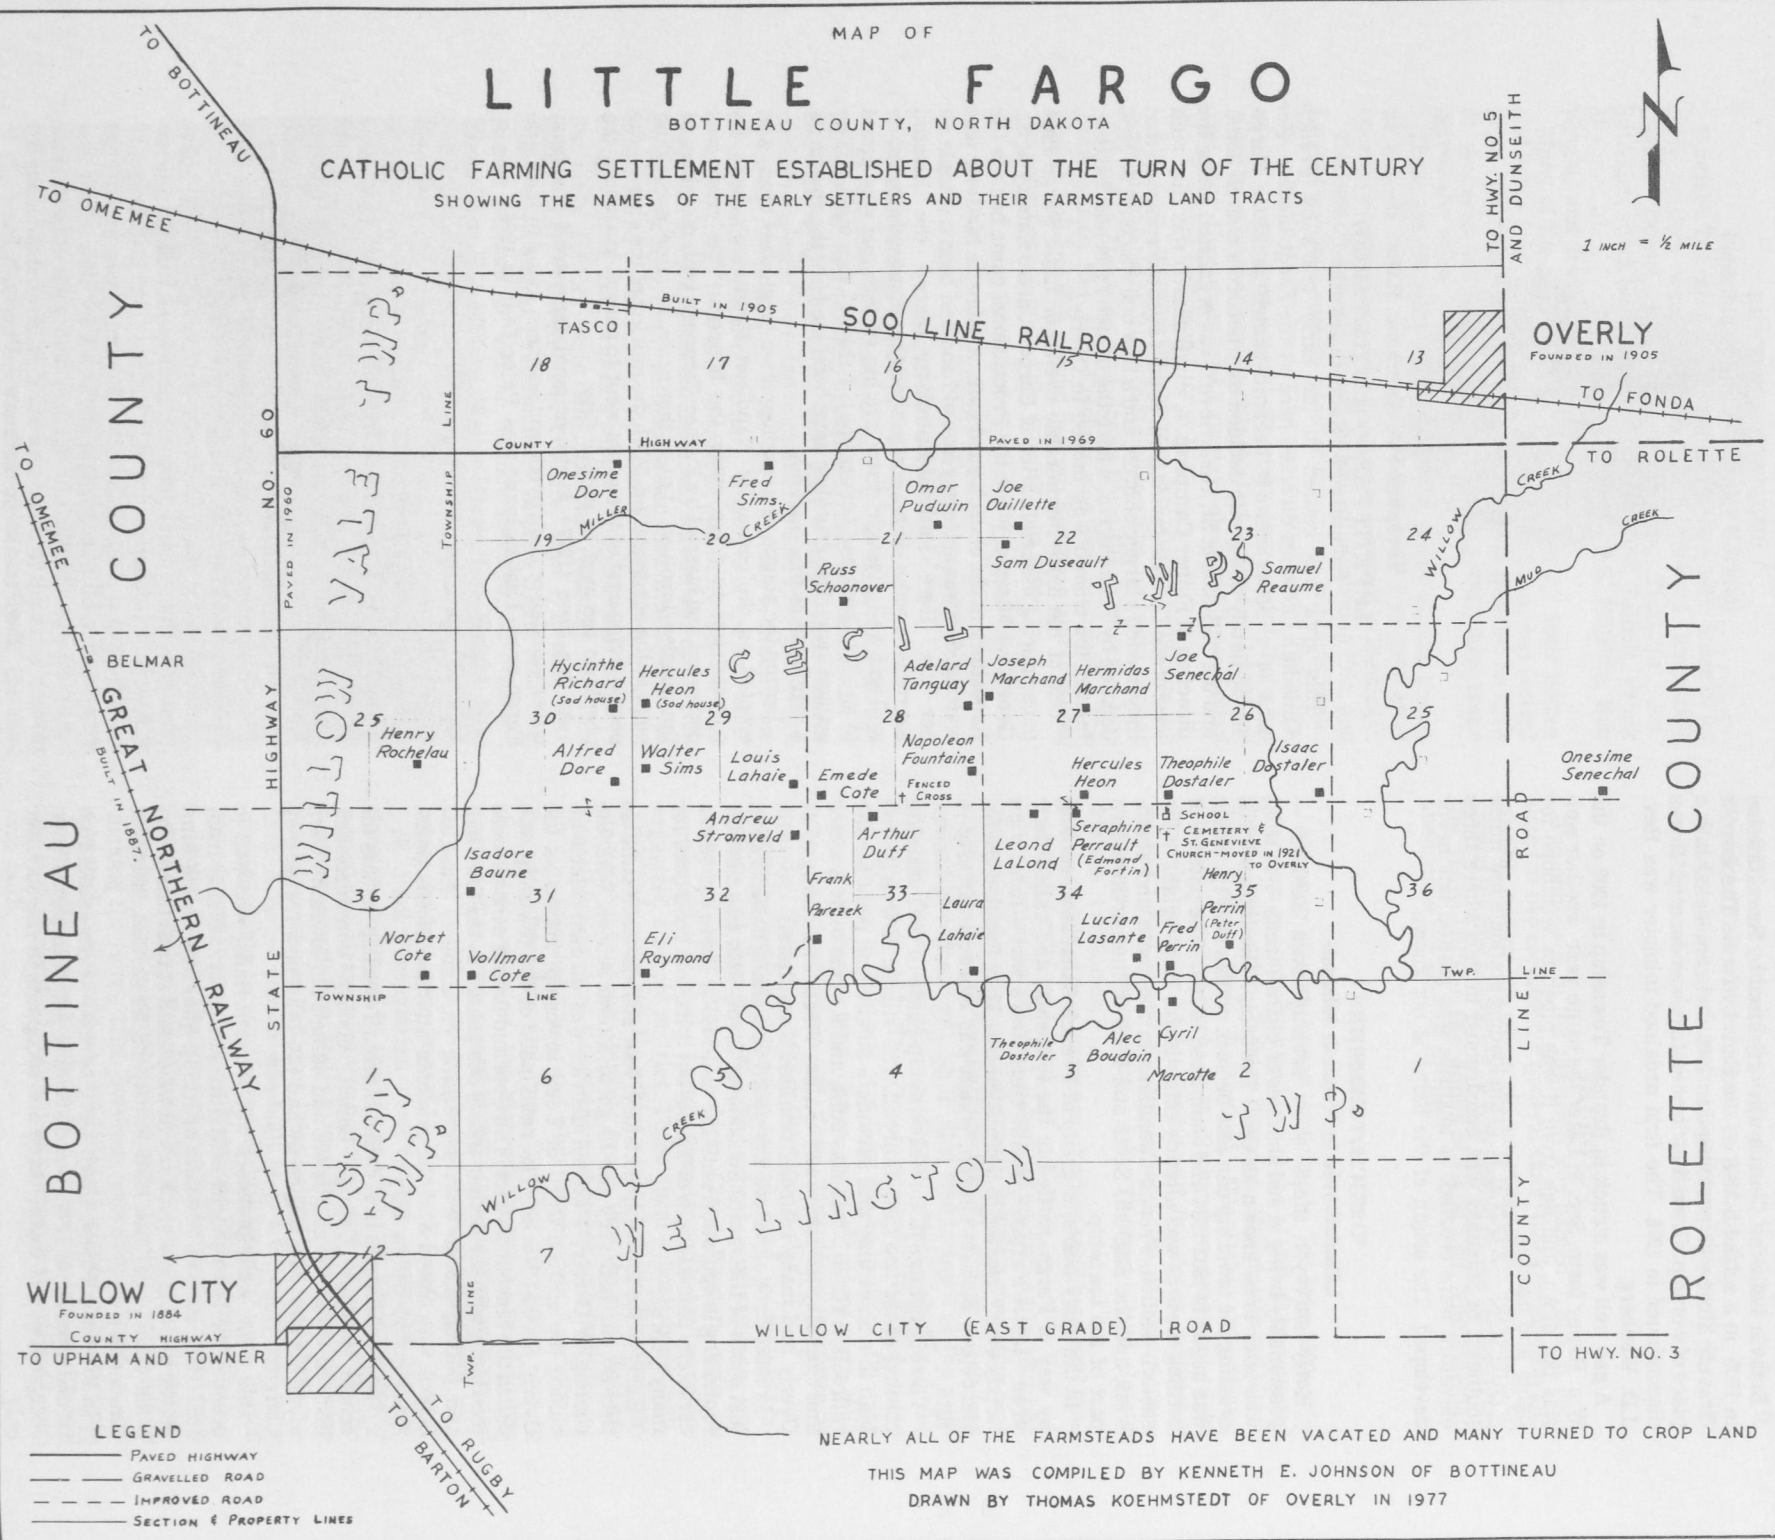 MAP OF
LITTLE FARGO
BOTTINEAU COUNTY, NORTH DAKOTA
CATHOLIC FARMING SETTLEMENT ESTABLISHED ABOUT THE TURN OF THE CENTURY
SHOWING THE NAMES OF THE EARLY SETTLERS AND THEIR FARMSTEAD LAND TRACTS
TO BOTTINEAU
TO OMEMEE
TO HWY. NO 5
AND DUNSEITH
N
1 INCH = ½ MILE
BOTTINEAU COUNTY
ROLETTE COUNTY
TO OMEMEE
BELMAR
GREAT NORTHERN RAILWAY
BUILT IN 1887.
STATE HIGHWAY NO. 60
PAVED IN 1960
TOWNSHIP LINE
WILLOW VALE TWP.
TASCO
BUILT IN 1905
SOO LINE RAILROAD
18
17
16
15
14
13
OVERLY
FOUNDED IN 1905
TO FONDA
COUNTY HIGHWAY
PAVED IN 1969
TO ROLETTE
Onesime
Dore
Fred
Sims.
Omar
Pudwin
Joe
Ouillette
MILLER CREEK
WILLOW CREEK
MUD CREEK
19
20
21
22
23
24
Sam Duseault
Samuel
Reaume
Russ
Schoonover
CECIL TWP.
Hycinthe
Richard
(Sod house)
Hercules
Heon
(Sod house)
Adelard
Tanguay
Joseph
Marchand
Hermidas
Marchand
Joe
Senechal
25
30
29
28
27
26
25
Henry
Rochelau
Alfred
Dore
Walter
Sims
Louis
Lahaie
Emede
Cote
Napoleon
Fountaine
FENCED
CROSS
Hercules
Heon
Theophile
Dostaler
Isaac
Dostaler
Onesime
Senechal
Andrew
Stromveld
Arthur
Duff
Leond
LaLond
Seraphine
Perrault
(Edmond
Fortin)
SCHOOL
CEMETERY &
ST. GENEVIEVE
CHURCH-MOVED IN 1921
TO OVERLY
Isadore
Baune
Frank
Parezek
Laura
Lahaie
Henry
Perrin
(Peter
Duff)
36
31
32
33
34
35
36
Norbet
Cote
Vollmare
Cote
Eli
Raymond
Lucian
Lasante
Fred
Perrin
TOWNSHIP LINE
TWP. LINE
Theophile
Dostaler
Alec
Boudoin
Cyril
Marcotte
6
5
4
3
2
1
OSTBY TWP.
WILLOW CREEK
WELLINGTON TWP.
COUNTY LINE ROAD
12
7
TWP. LINE
WILLOW CITY
FOUNDED IN 1884
COUNTY HIGHWAY
TO UPHAM AND TOWNER
WILLOW CITY (EAST GRADE) ROAD
TO HWY. NO. 3
TO RUGBY
TO BARTON
LEGEND
PAVED HIGHWAY
GRAVELLED ROAD
IMPROVED ROAD
SECTION & PROPERTY LINES
NEARLY ALL OF THE FARMSTEADS HAVE BEEN VACATED AND MANY TURNED TO CROP LAND
THIS MAP WAS COMPILED BY KENNETH E. JOHNSON OF BOTTINEAU
DRAWN BY THOMAS KOEHMSTEDT OF OVERLY IN 1977